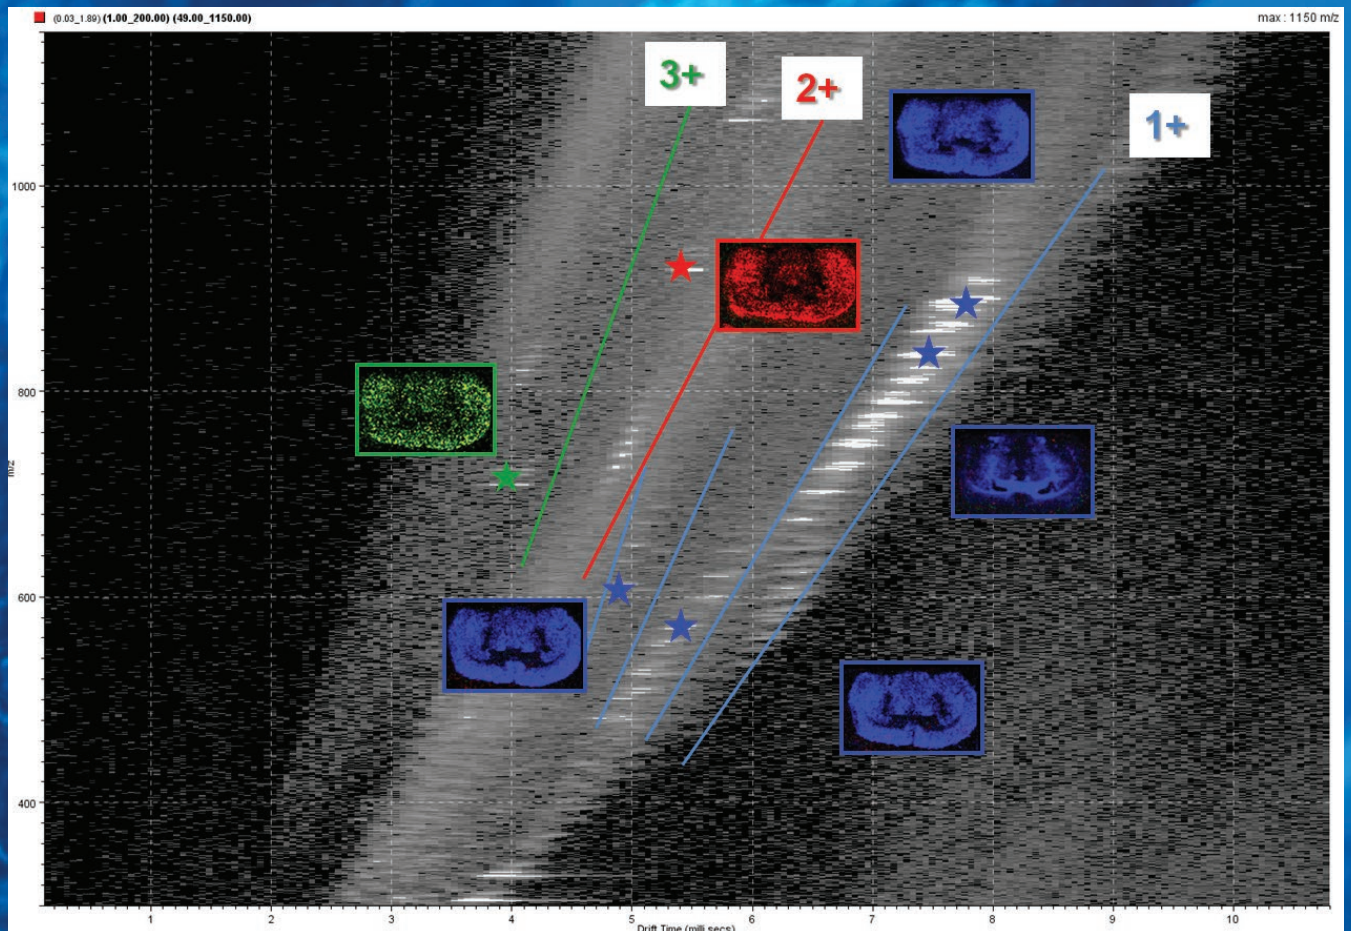 (0.03_1.89) (1.00_200.00) (49.00_1150.00)
max : 1150 m/z
3+
2+
1+
1000
800
m/z
600
400
1 2 3 4 5 6 7 8 9 10
Drift Time (milli secs)